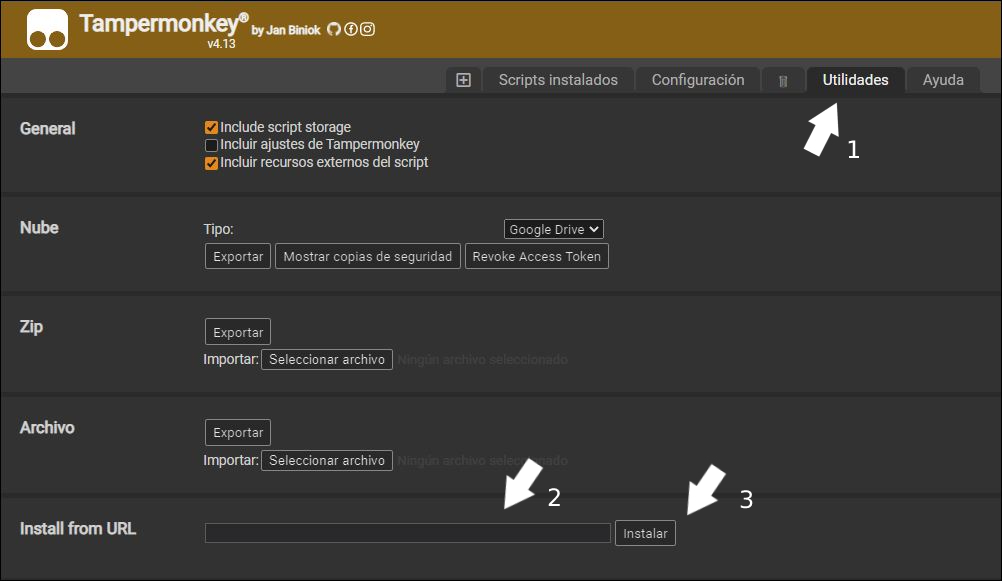 Tampermonkey® by Jan Biniok
v4.13
Scripts instalados Configuración Utilidades Ayuda
1
General
Include script storage
Incluir ajustes de Tampermonkey
Incluir recursos externos del script
Nube
Tipo: Google Drive
Exportar Mostrar copias de seguridad Revoke Access Token
Zip
Exportar
Importar: Seleccionar archivo Ningún archivo seleccionado
Archivo
Exportar
Importar: Seleccionar archivo Ningún archivo seleccionado
2 3
Install from URL Instalar